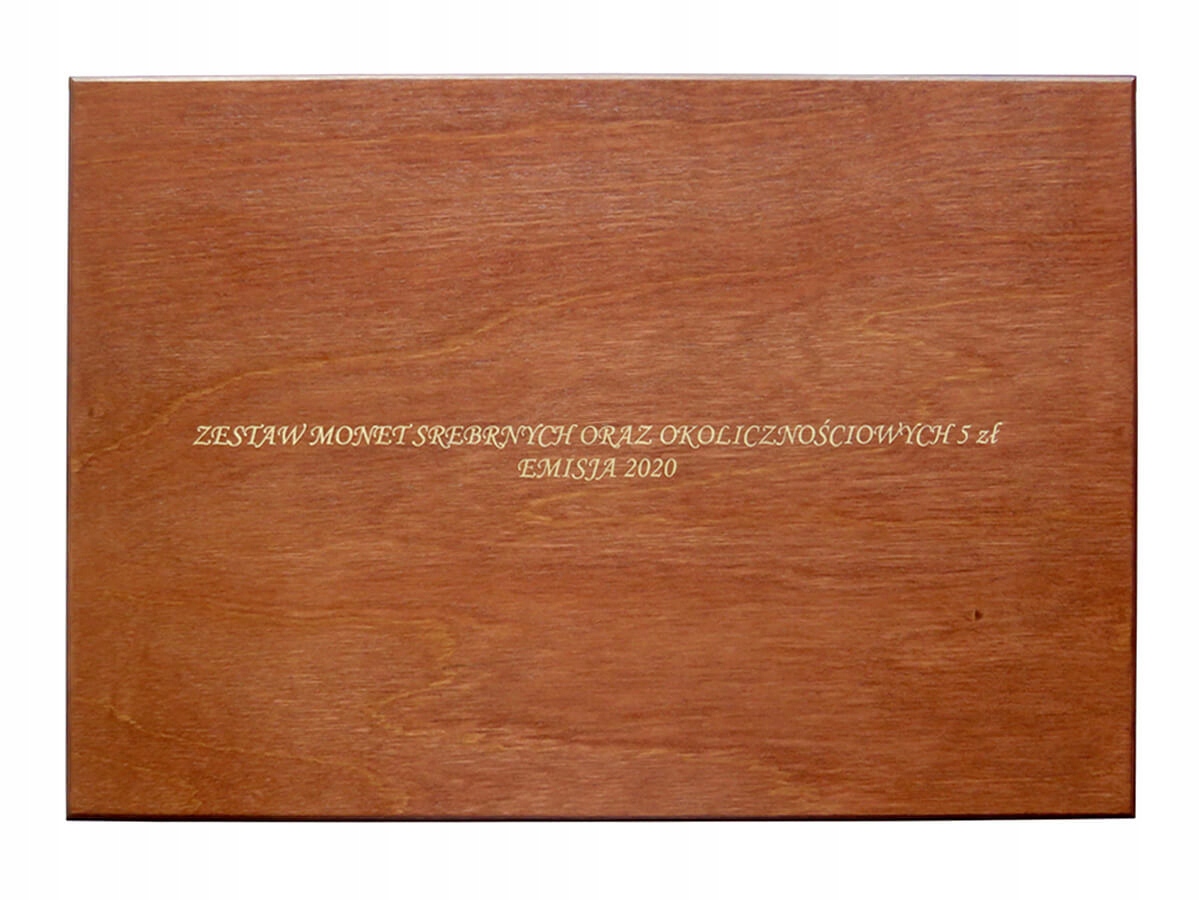 ZESTAW MONET SREBRNYCH ORAZ OKOLICZNOŚCIOWYCH 5 zł
EMISJA 2020